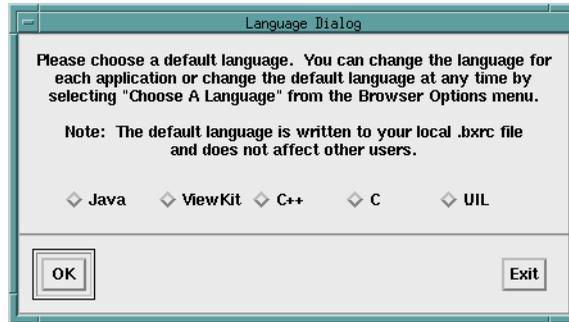 Language Dialog
Please choose a default language. You can change the language for
each application or change the default language at any time by
selecting "Choose A Language" from the Browser Options menu.
Note: The default language is written to your local .bxrc file
and does not affect other users.
Java ViewKit C++ C UIL
OK Exit